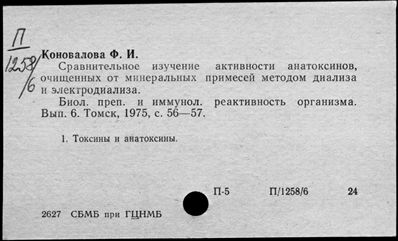 П
1258/6
Коновалова Ф. И.
Сравнительное изучение активности анатоксинов,
очищенных от минеральных примесей методом диализа
и электродиализа.
Биол. преп. и иммунол. реактивность организма.
Вып. 6. Томск, 1975, с. 56—57.
1. Токсины и анатоксины.
П-5 П/1258/6 24
2627 СБМБ при ГЦНМБ